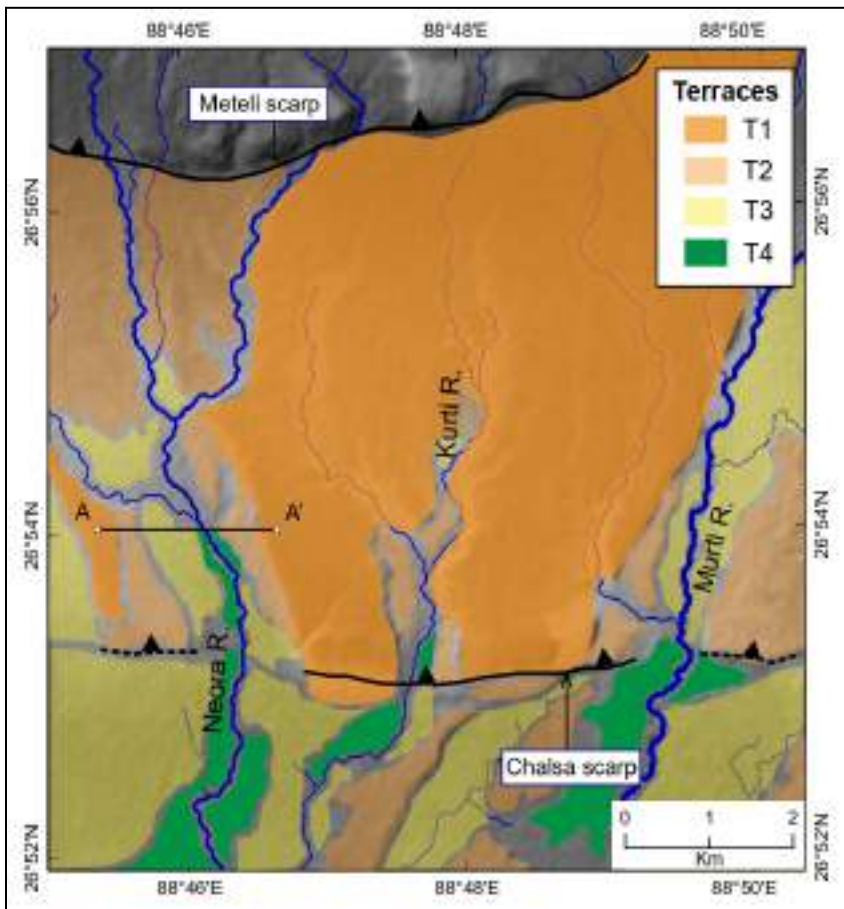 88°46'E
88°48'E
88°50'E
Meteli scarp
Terraces
T1
T2
T3
T4
26°56'N
26°56'N
Kurti R.
A
A'
26°54'N
26°54'N
Murti R.
Neora R.
Chalsa scarp
0 1 2
Km
26°52'N
26°52'N
88°46'E
88°48'E
88°50'E